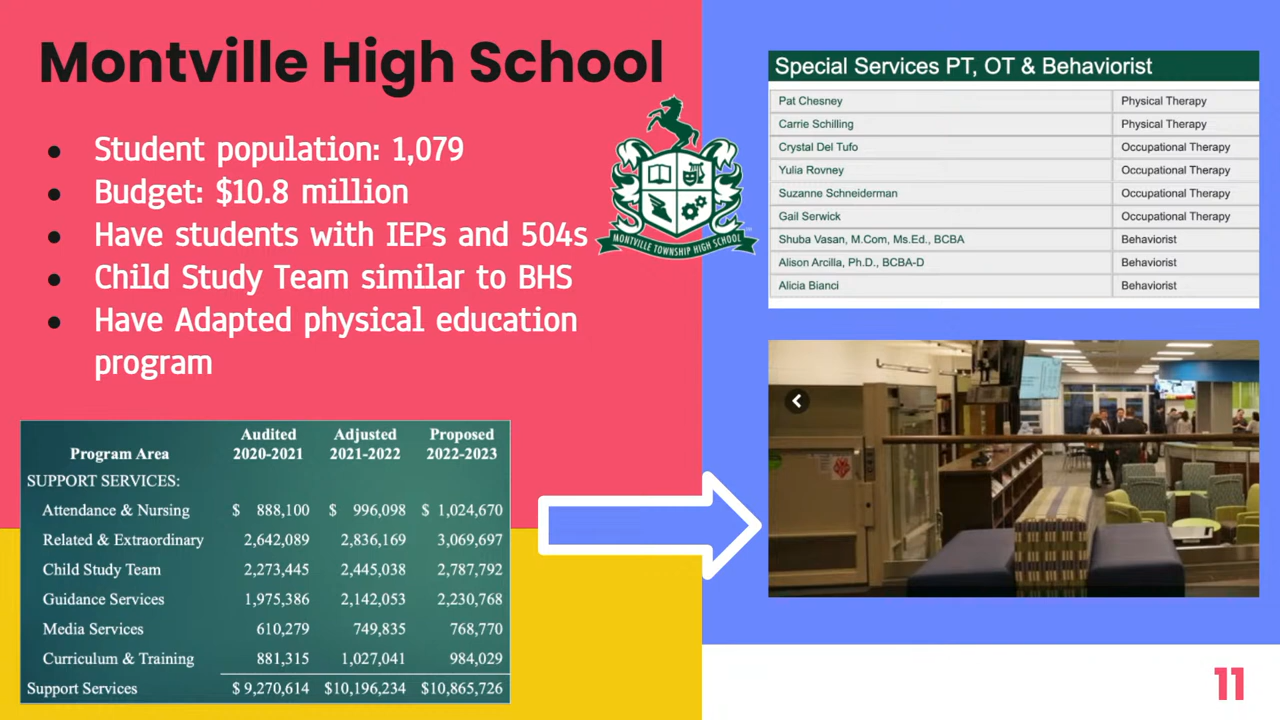 Montville High School
Student population: 1,079
Budget: $10.8 million
Have students with IEPs and 504s
Child Study Team similar to BHS
Have Adapted physical education
program
MONTVILLE TOWNSHIP HIGH SCHOOL
Special Services PT, OT & Behaviorist
Pat Chesney Physical Therapy
Carrie Schilling Physical Therapy
Crystal Del Tufo Occupational Therapy
Yulia Rovney Occupational Therapy
Suzanne Schneiderman Occupational Therapy
Gail Serwick Occupational Therapy
Shuba Vasan, M.Com, Ms.Ed., BCBA Behaviorist
Alison Arcilla, Ph.D., BCBA-D Behaviorist
Alicia Bianci Behaviorist
Audited Adjusted Proposed
Program Area 2020-2021 2021-2022 2022-2023
SUPPORT SERVICES:
Attendance & Nursing $ 888,100 $ 996,098 $ 1,024,670
Related & Extraordinary 2,642,089 2,836,169 3,069,697
Child Study Team 2,273,445 2,445,038 2,787,792
Guidance Services 1,975,386 2,142,053 2,230,768
Media Services 610,279 749,835 768,770
Curriculum & Training 881,315 1,027,041 984,029
Support Services $ 9,270,614 $10,196,234 $10,865,726
11